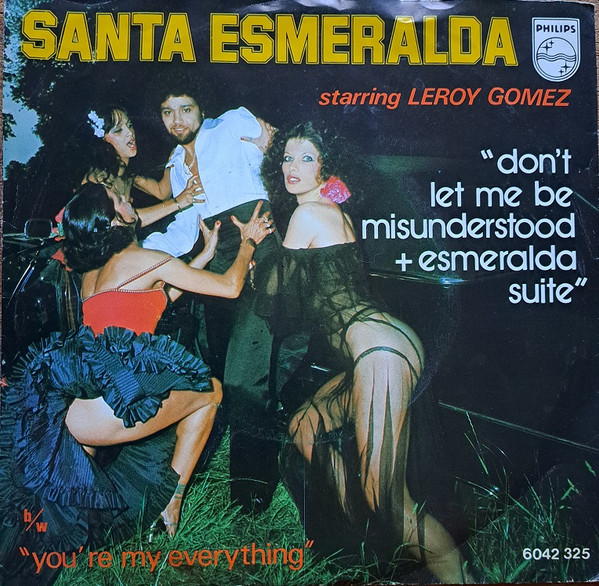 SANTA ESMERALDA
PHILIPS
starring LEROY GOMEZ
"don't
let me be
misunderstood
+ esmeralda
suite"
b/w
"you're my everything"
6042 325